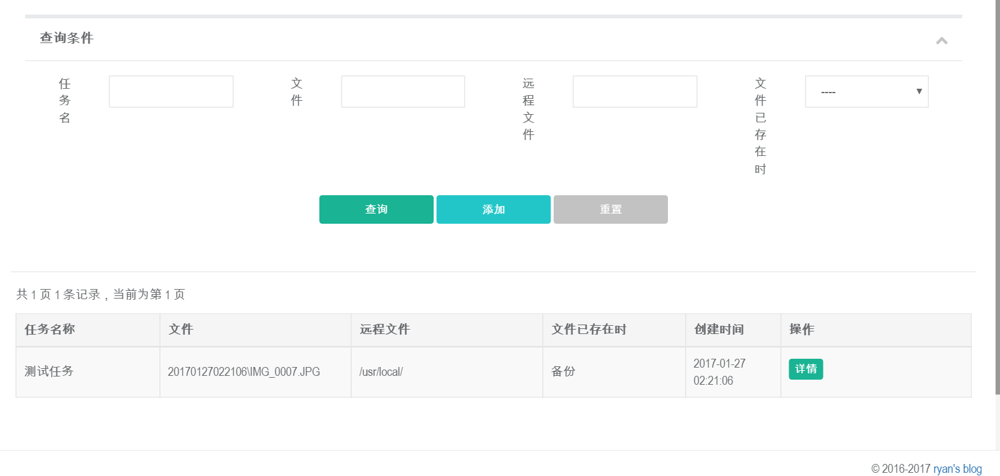 查询条件
任务名
文件
远程文件
文件已存在时
----
查询
添加
重置
共 1 页 1 条记录，当前为第 1 页
任务名称 文件 远程文件 文件已存在时 创建时间 操作
测试任务 20170127022106\IMG_0007.JPG /usr/local/ 备份 2017-01-27 02:21:06 详情
© 2016-2017 ryan's blog